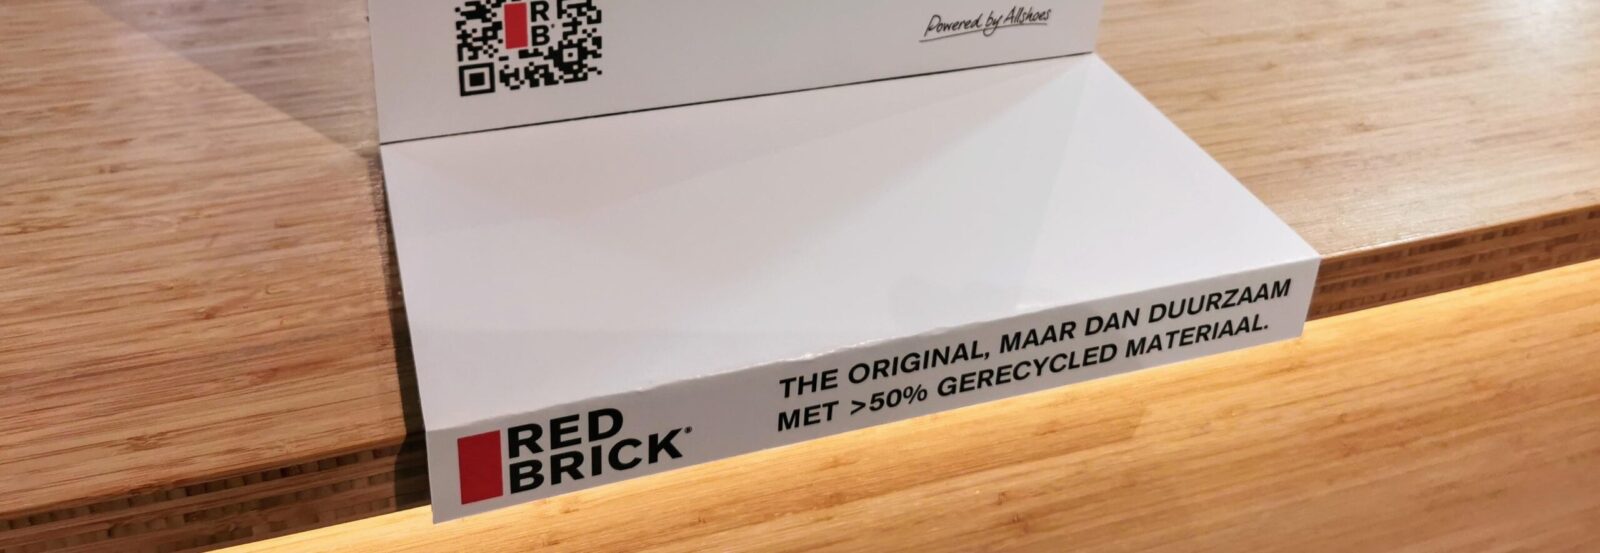 R
B
Powered by Allshoes
RED
BRICK®
THE ORIGINAL, MAAR DAN DUURZAAM
MET >50% GERECYCLED MATERIAAL.